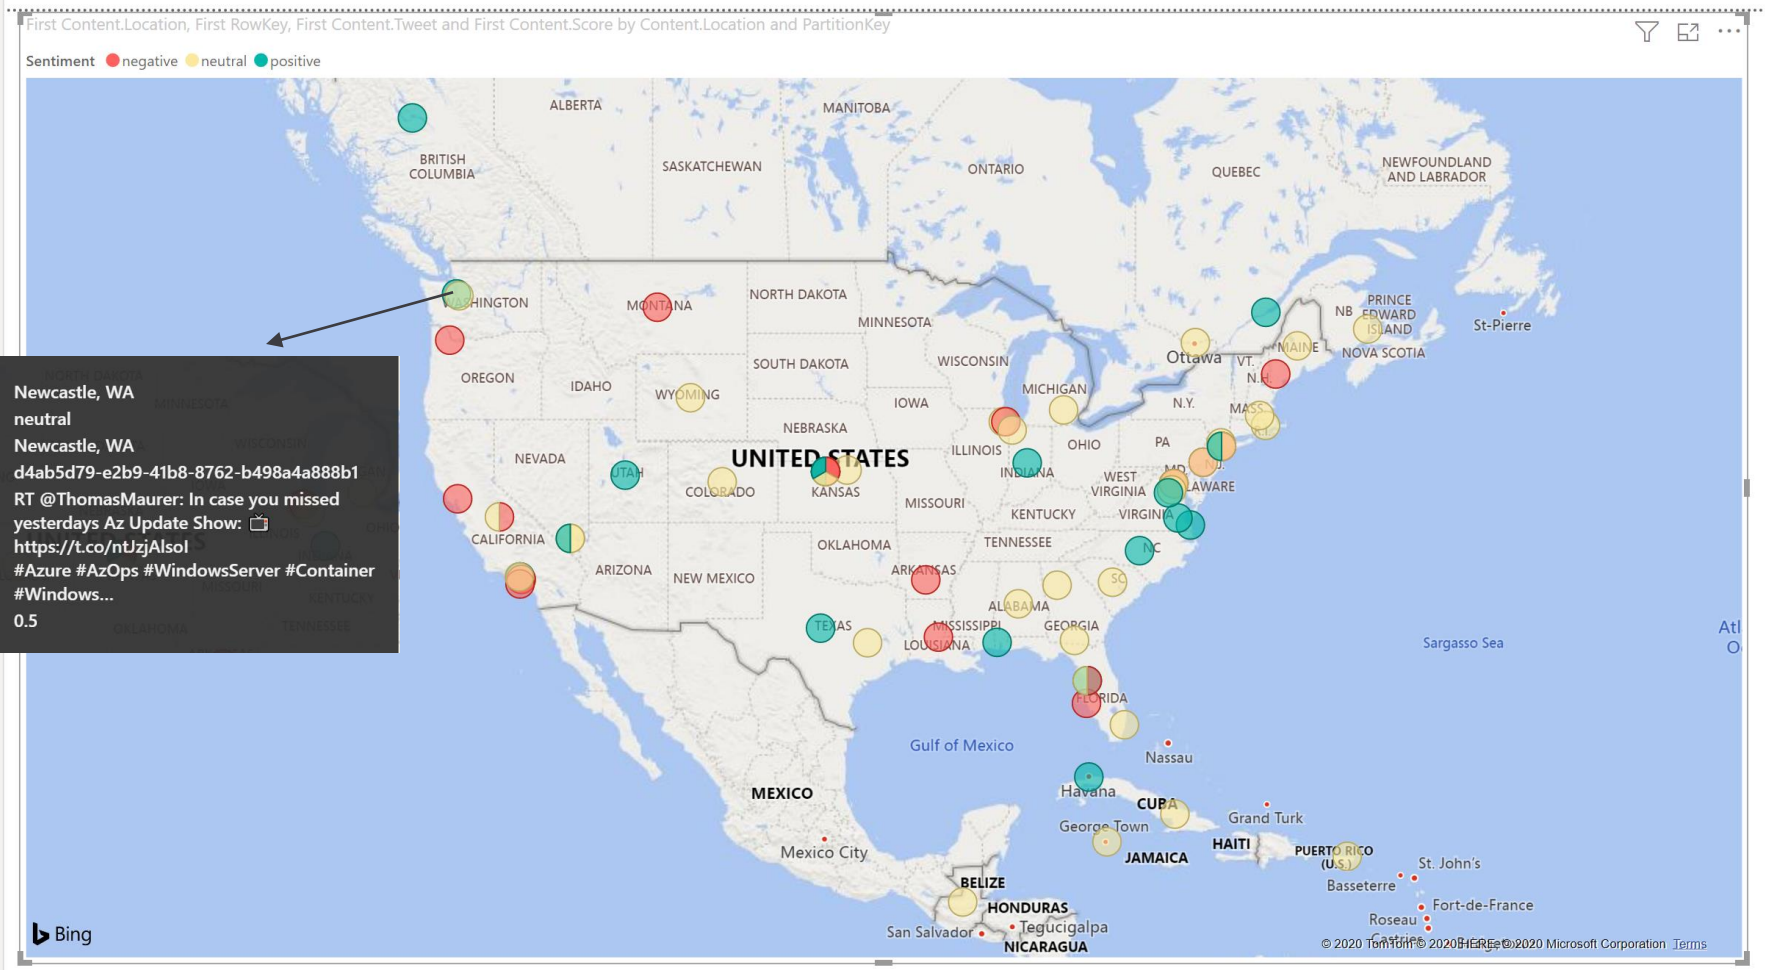 First Content.Location, First RowKey, First Content.Tweet and First Content.Score by Content.Location and PartitionKey
Sentiment negative neutral positive
ALBERTA
MANITOBA
BRITISH
COLUMBIA
SASKATCHEWAN
ONTARIO
QUEBEC
NEWFOUNDLAND
AND LABRADOR
WASHINGTON
MONTANA
NORTH DAKOTA
MINNESOTA
NB
PRINCE
EDWARD
ISLAND
St-Pierre
Ottawa
MAINE
NOVA SCOTIA
VT.
N.H.
OREGON
IDAHO
WYOMING
SOUTH DAKOTA
WISCONSIN
MICHIGAN
IOWA
N.Y.
MASS
R.I.
NEBRASKA
NEVADA
UTAH
COLORADO
UNITED STATES
KANSAS
ILLINOIS
INDIANA
OHIO
PA
MD.
N.J.
DELAWARE
WEST
VIRGINIA
VIRGINIA
MISSOURI
KENTUCKY
CALIFORNIA
ARIZONA
NEW MEXICO
OKLAHOMA
ARKANSAS
TENNESSEE
NC
SC
ALABAMA
MISSISSIPPI
GEORGIA
TEXAS
LOUISIANA
FLORIDA
Sargasso Sea
Atl
O
Gulf of Mexico
Nassau
MEXICO
Havana
CUBA
Grand Turk
George Town
JAMAICA
HAITI
PUERTO RICO
(U.S.)
St. John's
Basseterre
Mexico City
BELIZE
HONDURAS
Tegucigalpa
San Salvador
NICARAGUA
Fort-de-France
Roseau
Castries
Newcastle, WA
neutral
Newcastle, WA
d4ab5d79-e2b9-41b8-8762-b498a4a888b1
RT @ThomasMaurer: In case you missed
yesterdays Az Update Show: 📺
https://t.co/ntUzjAlsol
#Azure #AzOps #WindowsServer #Container
#Windows...
0.5
Bing
© 2020 TomTom © 2020 HERE, © 2020 Microsoft Corporation Terms